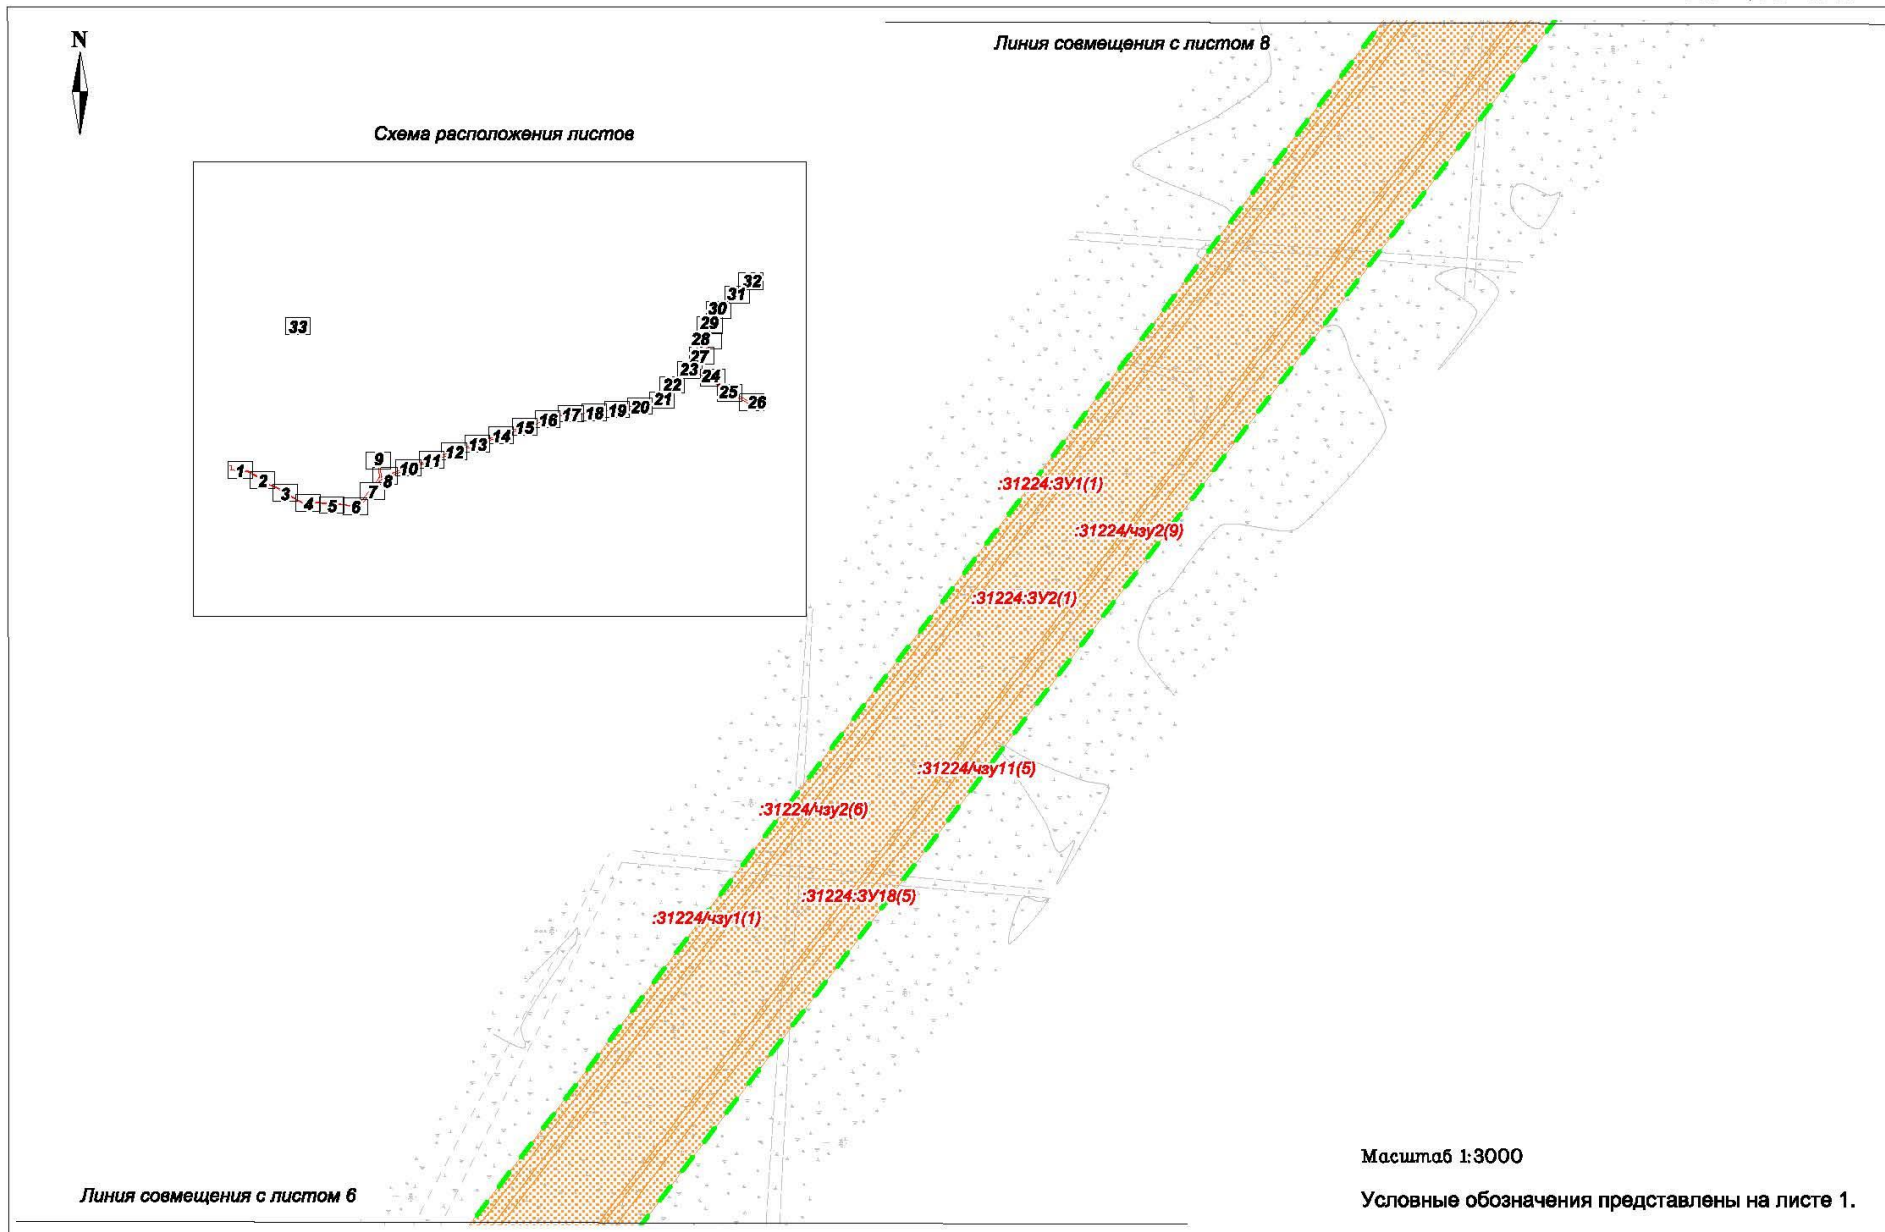 Линия совмещения с листом 8
N
Схема расположения листов
32
31
30
33
29
28
27
23
24
22
25
21
26
20
19
18
17
16
15
14
13
12
11
10
9
8
7
1
2
3
4
5
6
:31224:ЗУ1(1)
:31224/чзу2(9)
:31224:ЗУ2(1)
:31224/чзу11(5)
:31224/чзу2(6)
:31224:ЗУ18(5)
:31224/чзу1(1)
Масштаб 1:3000
Линия совмещения с листом 6
Условные обозначения представлены на листе 1.